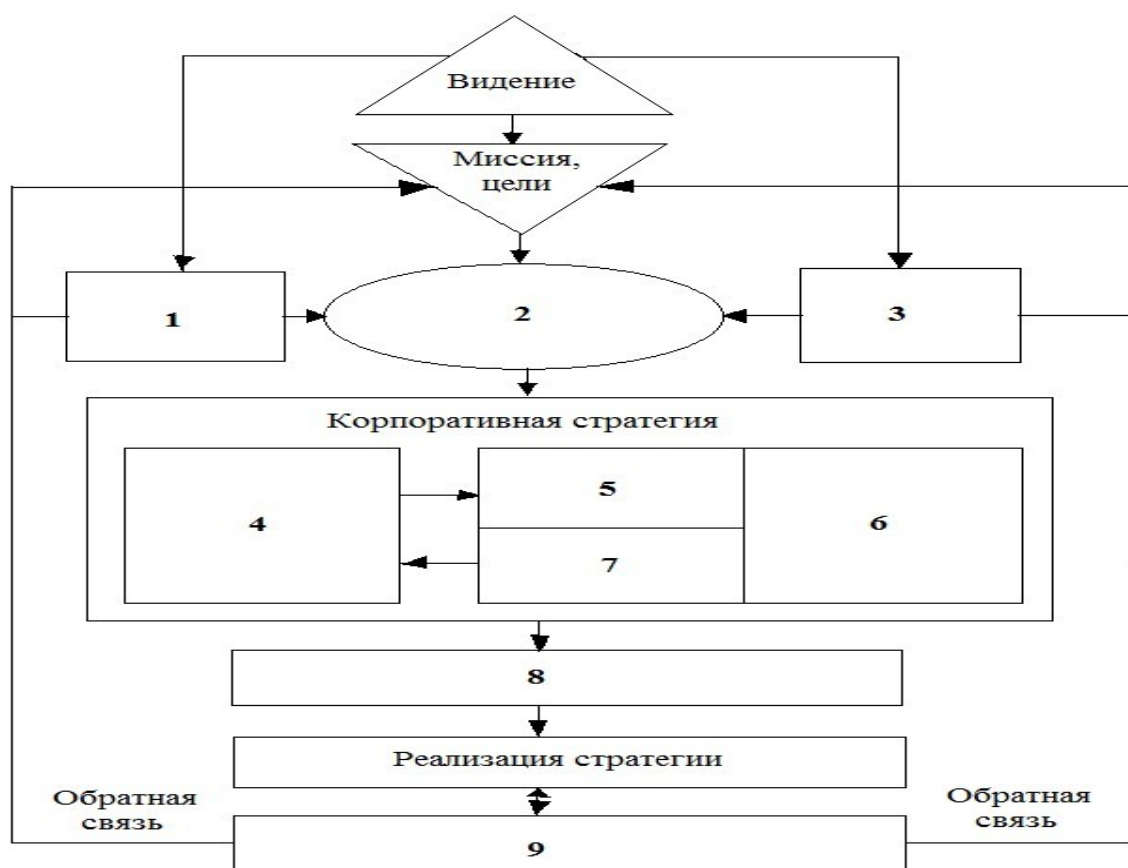 Видение
Миссия,
цели
1
2
3
Корпоративная стратегия
4
5
6
7
8
Реализация стратегии
Обратная
связь
Обратная
связь
9